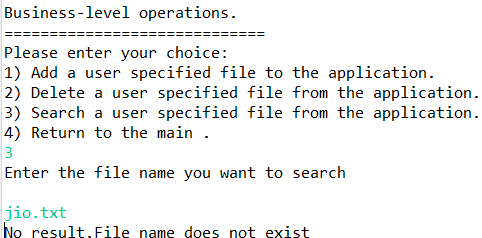 Business-level operations.
=============================
Please enter your choice:
1) Add a user specified file to the application.
2) Delete a user specified file from the application.
3) Search a user specified file from the application.
4) Return to the main .
3
Enter the file name you want to search
jio.txt
No result.File name does not exist